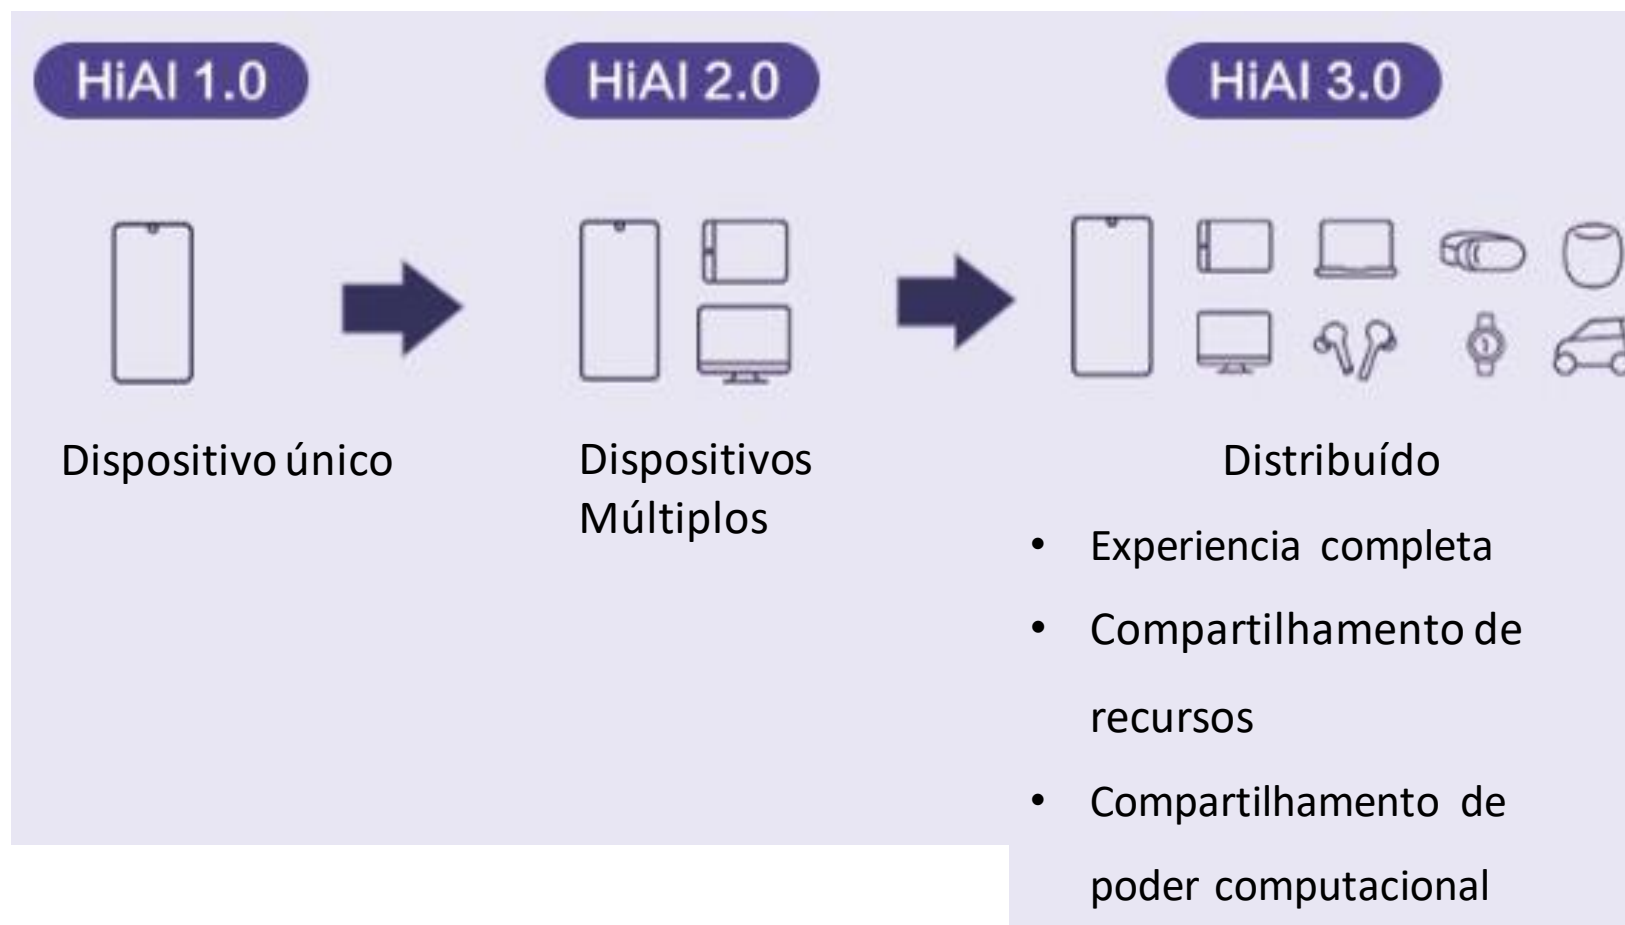 HiAI 1.0
HiAI 2.0
HiAI 3.0
Dispositivo único
Dispositivos
Múltiplos
Distribuído
• Experiencia completa
• Compartilhamento de
recursos
• Compartilhamento de
poder computacional